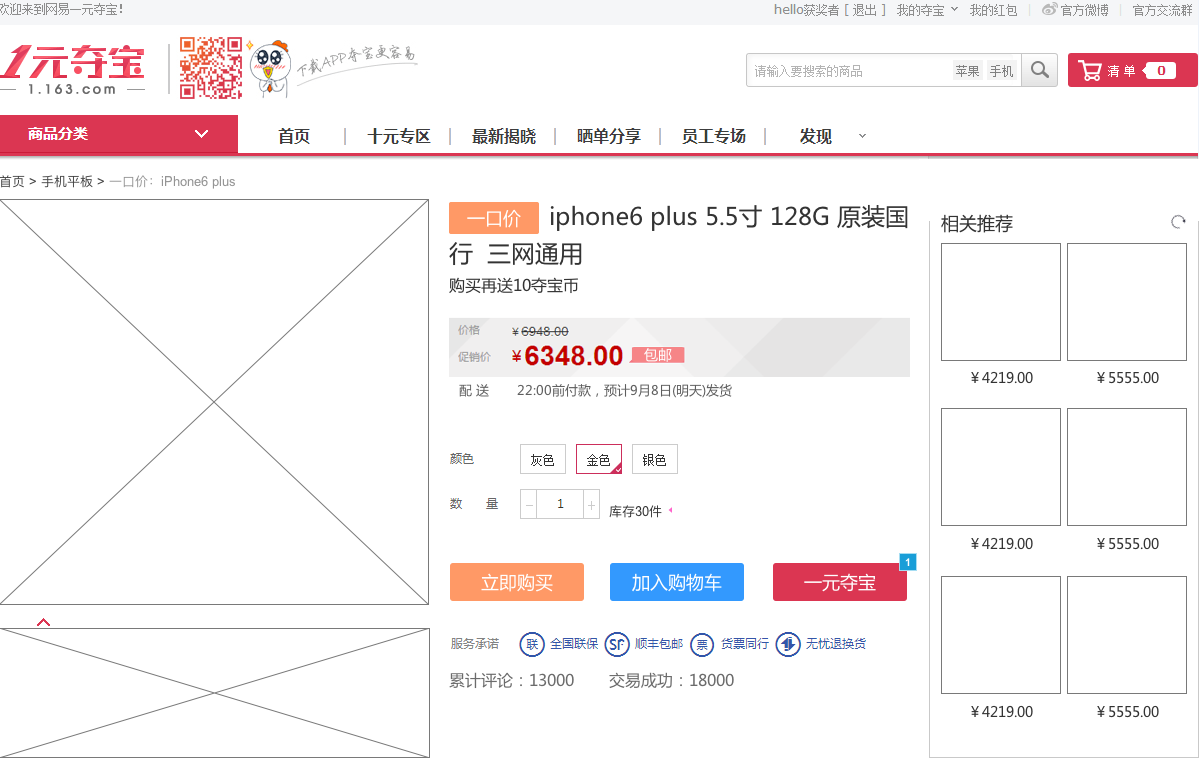 欢迎来到网易一元夺宝！
hello获奖者 [ 退出 ] 我的夺宝 我的红包 官方微博 官方交流群
1元夺宝
1.163.com
下载APP夺宝更容易
请输入要搜索的商品 苹果 手机
清单 0
商品分类 首页 十元专区 最新揭晓 晒单分享 员工专场 发现
首页 > 手机平板 > 一口价：iPhone6 plus
一口价 iphone6 plus 5.5寸 128G 原装国
行 三网通用
购买再送10夺宝币
价格 ¥ 6948.00
促销价 ¥ 6348.00 包邮
配 送 22:00前付款，预计9月8日(明天)发货
颜色 灰色 金色 银色
数 量 − 1 + 库存30件
立即购买 加入购物车 一元夺宝 1
服务承诺 联 全国联保 SF 顺丰包邮 票 货票同行 无忧退换货
累计评论：13000 交易成功：18000
相关推荐
¥ 4219.00 ¥ 5555.00
¥ 4219.00 ¥ 5555.00
¥ 4219.00 ¥ 5555.00